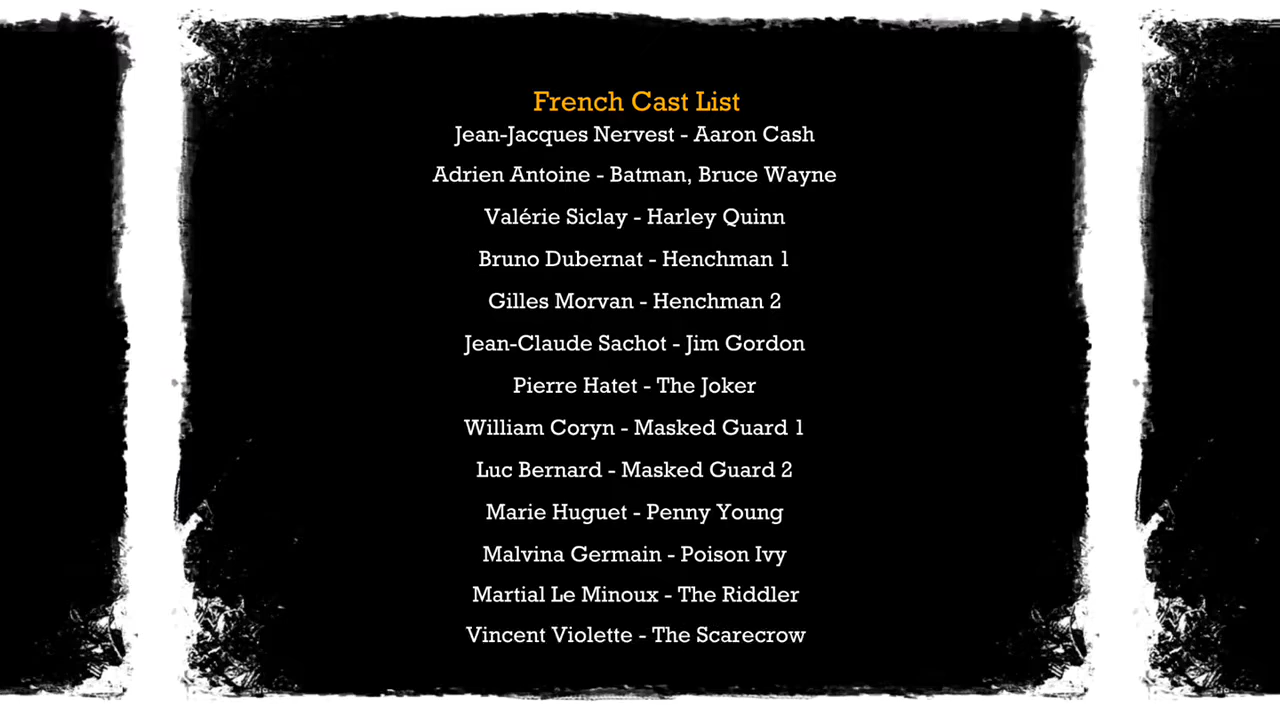 French Cast List
Jean-Jacques Nervest - Aaron Cash
Adrien Antoine - Batman, Bruce Wayne
Valérie Siclay - Harley Quinn
Bruno Dubernat - Henchman 1
Gilles Morvan - Henchman 2
Jean-Claude Sachot - Jim Gordon
Pierre Hatet - The Joker
William Coryn - Masked Guard 1
Luc Bernard - Masked Guard 2
Marie Huguet - Penny Young
Malvina Germain - Poison Ivy
Martial Le Minoux - The Riddler
Vincent Violette - The Scarecrow